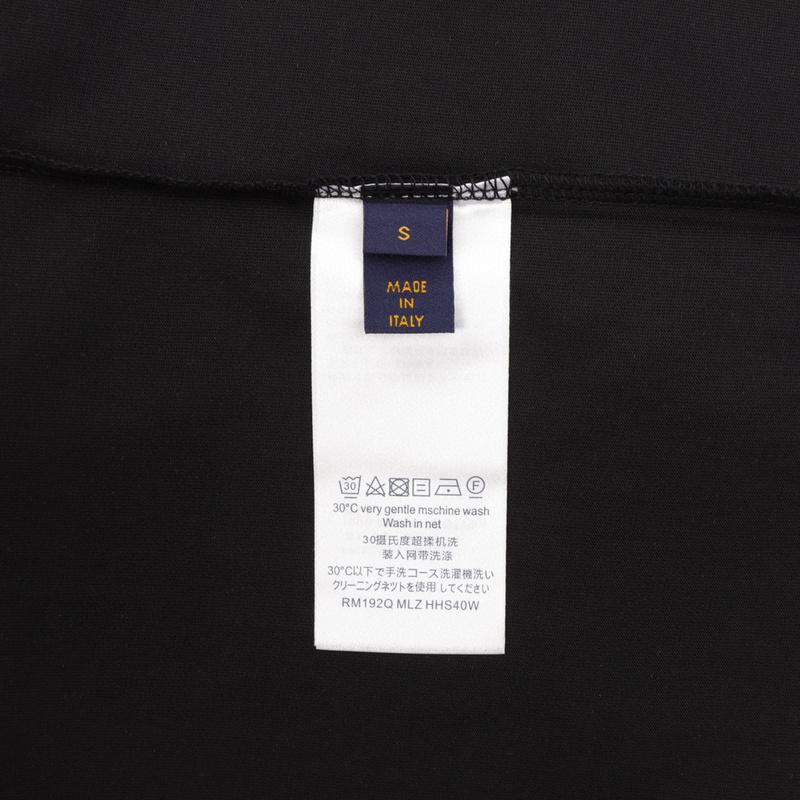 S
MADE
IN
ITALY
30
F
30°C very gentle mschine wash
Wash in net
30摄氏度超揉机洗
装入网带洗涤
30°C以下で手洗コース洗濯機洗い
クリーニングネツトを使用してください
RM192Q MLZ HHS40W